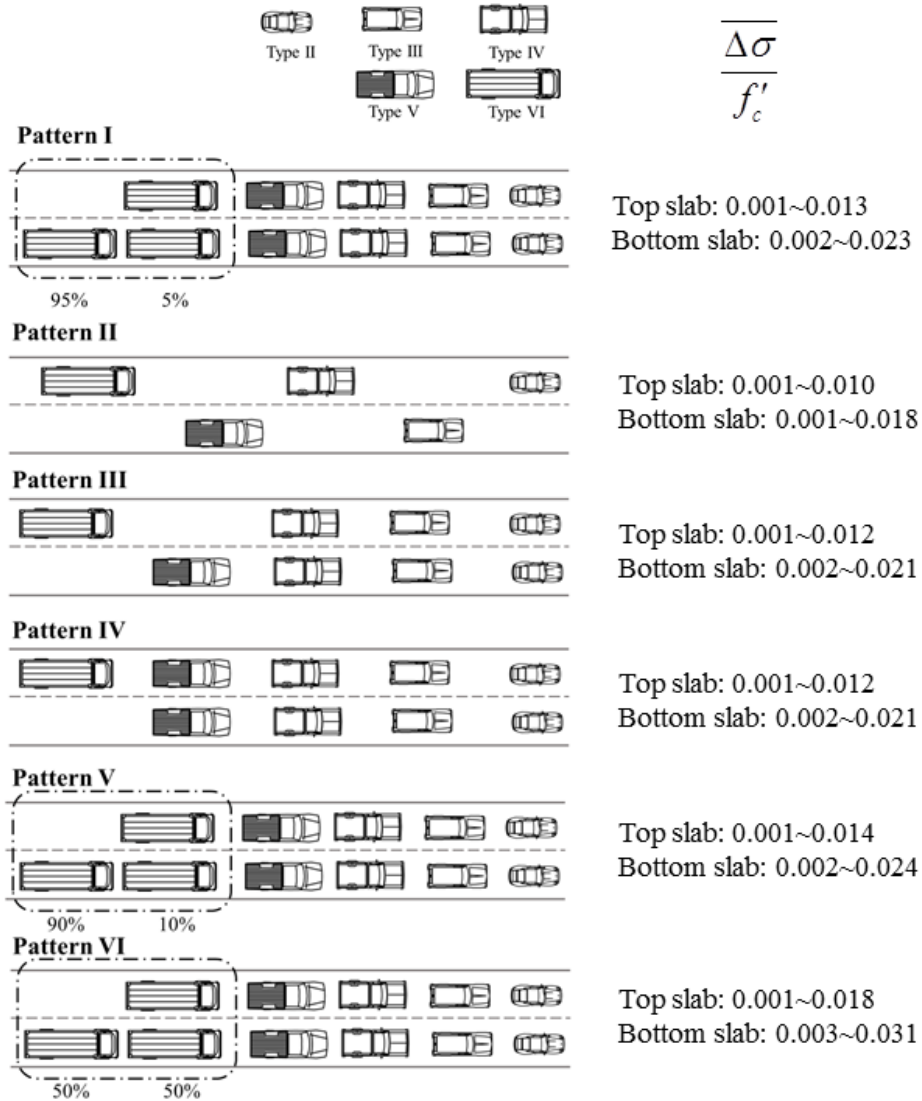 Type II Type III Type IV
Type V Type VI
Δσ
f′c
Pattern I
Top slab: 0.001~0.013
Bottom slab: 0.002~0.023
95% 5%
Pattern II
Top slab: 0.001~0.010
Bottom slab: 0.001~0.018
Pattern III
Top slab: 0.001~0.012
Bottom slab: 0.002~0.021
Pattern IV
Top slab: 0.001~0.012
Bottom slab: 0.002~0.021
Pattern V
Top slab: 0.001~0.014
Bottom slab: 0.002~0.024
90% 10%
Pattern VI
Top slab: 0.001~0.018
Bottom slab: 0.003~0.031
50% 50%